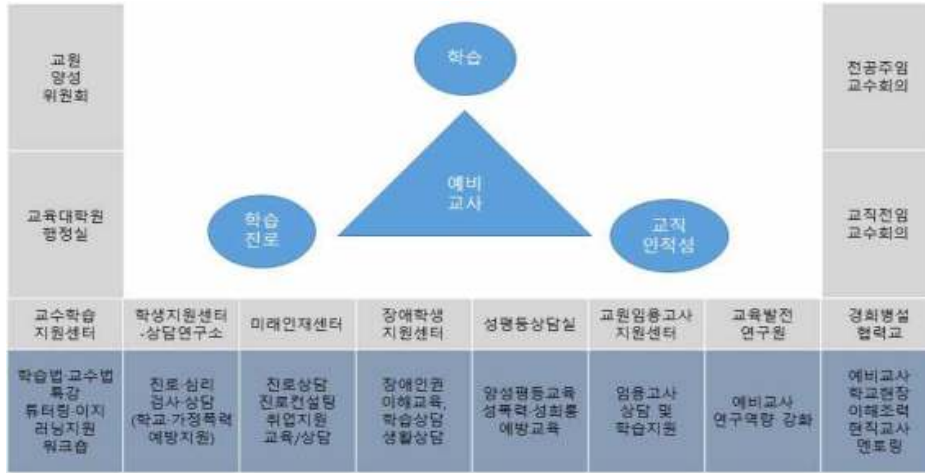 교원
양성
위원회
학습
전공주임
교수회의
예비
교사
교육대학원
행정실
학습
진로
교직
인적성
교직전임
교수회의
교수학습
지원센터
학생지원센터
·상담연구소
미래인재센터
장애학생
지원센터
성평등상담실
교원임용고사
지원센터
교육발전
연구원
경희병설
협력교
학습법·교수법
특강
튜터링·이지
러닝지원
워크숍
진로·심리
검사·상담
(학교·가정폭력
예방지원)
진로상담
진로컨설팅
취업지원
교육/상담
장애인권
이해교육,
학습상담
생활상담
양성평등교육
성폭력·성희롱
예방교육
임용고사
상담 및
학습지원
예비교사
연구역량 강화
예비교사
학교현장
이해조력
현직교사
멘토링